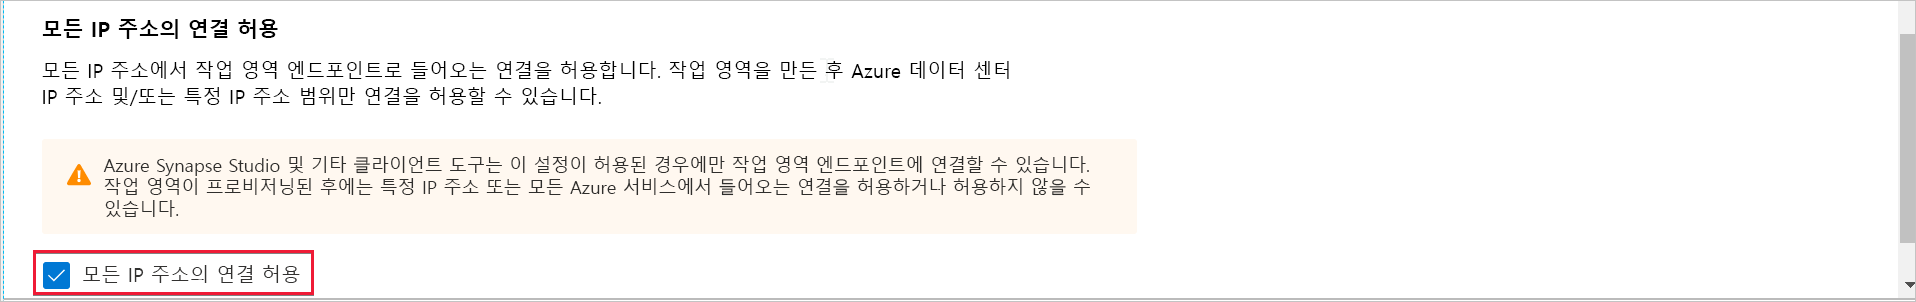 모든 IP 주소의 연결 허용
모든 IP 주소에서 작업 영역 엔드포인트로 들어오는 연결을 허용합니다. 작업 영역을 만든 후 Azure 데이터 센터
IP 주소 및/또는 특정 IP 주소 범위만 연결을 허용할 수 있습니다.
Azure Synapse Studio 및 기타 클라이언트 도구는 이 설정이 허용된 경우에만 작업 영역 엔드포인트에 연결할 수 있습니다.
작업 영역이 프로비저닝된 후에는 특정 IP 주소 또는 모든 Azure 서비스에서 들어오는 연결을 허용하거나 허용하지 않을 수
있습니다.
모든 IP 주소의 연결 허용